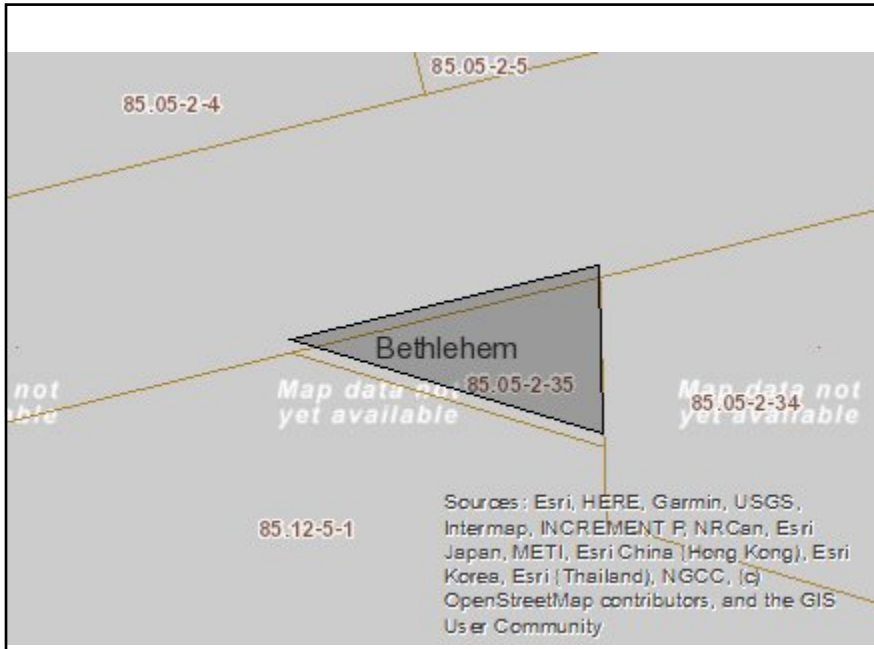 85.05-2-5
85.05-2-4
Bethlehem
85.05-2-35
not
able
Map data not
yet available
Map data not
yet available
85.05-2-34
85.12-5-1
Sources: Esri, HERE, Garmin, USGS,
Intermap, INCREMENT P, NRCan, Esri
Japan, METI, Esri China (Hong Kong), Esri
Korea, Esri (Thailand), NGCC, (c)
OpenStreetMap contributors, and the GIS
User Community